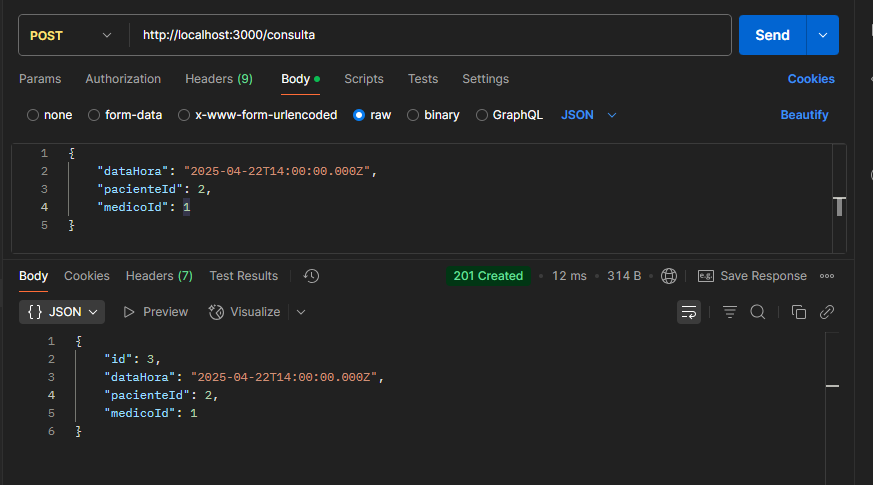 POST http://localhost:3000/consulta Send
Params Authorization Headers (9) Body Scripts Tests Settings Cookies
none form-data x-www-form-urlencoded raw binary GraphQL JSON Beautify
1 {
2 "dataHora": "2025-04-22T14:00:00.000Z",
3 "pacienteId": 2,
4 "medicoId": 1
5 }
Body Cookies Headers (7) Test Results 201 Created • 12 ms • 314 B • e.g. Save Response
{} JSON Preview Visualize
1 {
2 "id": 3,
3 "dataHora": "2025-04-22T14:00:00.000Z",
4 "pacienteId": 2,
5 "medicoId": 1
6 }